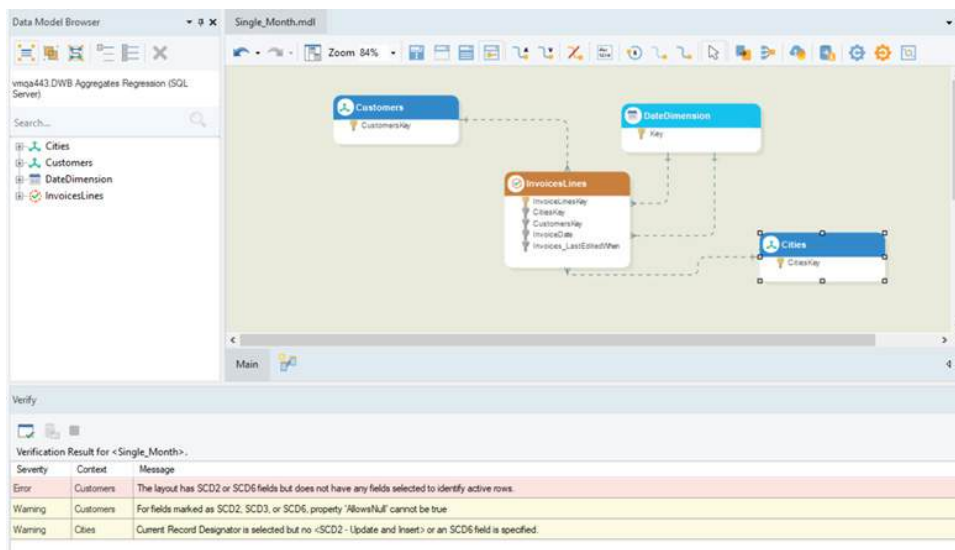 Data Model Browser
Single_Month.mdl
Zoom 84%
vmqa443.DWB Aggregates Regression (SQL
Server)
Search...
Cities
Customers
DateDimension
InvoicesLines
Customers
CustomersKey
DateDimension
Key
InvoicesLines
InvoiceLinesKey
CitiesKey
CustomersKey
InvoiceDate
Invoices_LastEditedWhen
Cities
CitiesKey
Main
Verify
Verification Result for <Single_Month>.
Severity Context Message
Error Customers The layout has SCD2 or SCD6 fields but does not have any fields selected to identify active rows.
Warning Customers For fields marked as SCD2, SCD3, or SCD6, property 'AllowsNull' cannot be true
Warning Cities Current Record Designator is selected but no <SCD2 - Update and Insert> or an SCD6 field is specified.